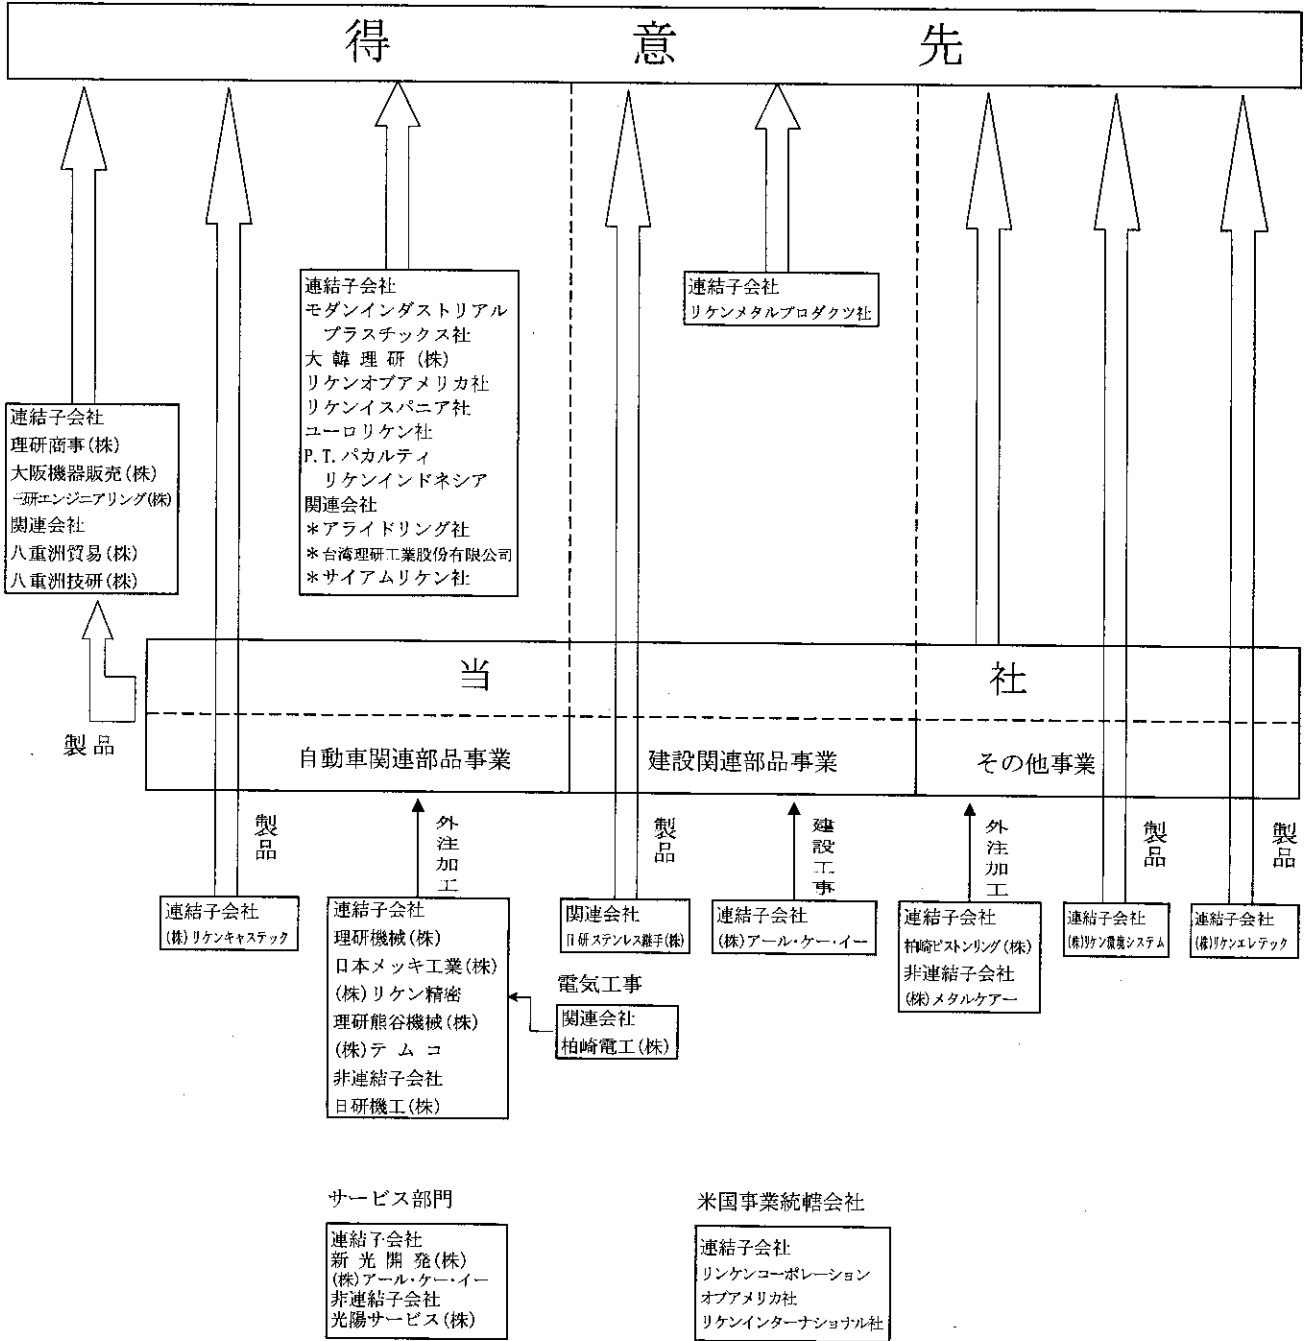 得意先
連結子会社
モダンインダストリアル
プラスチックス社
大韓理研(株)
リケンオブアメリカ社
リケンイスパニア社
ユーロリケン社
P.T.パカルティ
リケンインドネシア
関連会社
*アライドリング社
*台湾理研工業股份有限公司
*サイアムリケン社
連結子会社
リケンメタルプロダクツ社
連結子会社
理研商事(株)
大阪機器販売(株)
関連会社
八重洲貿易(株)
八重洲技研(株)
製品
当社
自動車関連部品事業
建設関連部品事業
その他事業
製品
外注加工
製品
建設工事
外注加工
製品
製品
連結子会社
(株)リケンキャステック
連結子会社
理研機械(株)
日本メッキ工業(株)
(株)リケン精密
理研熊谷機械(株)
(株)テムコ
非連結子会社
日研機工(株)
関連会社
日研ステンレス継手(株)
電気工事
関連会社
柏崎電工(株)
連結子会社
(株)アール・ケー・イー
連結子会社
柏崎ピストンリング(株)
非連結子会社
(株)メタルケアー
連結子会社
(株)リケン環境システム
連結子会社
(株)リケンエレテック
サービス部門
連結子会社
新光開発(株)
(株)アール・ケー・イー
非連結子会社
光陽サービス(株)
米国事業統轄会社
連結子会社
リンケンコーポレーション
オブアメリカ社
リケンインターナショナル社